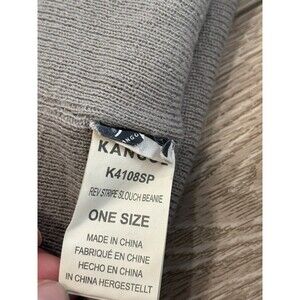 KANGOL
K4108SP
REV STRIPE SLOUCH BEANIE
ONE SIZE
MADE IN CHINA
FABRIQUÉ EN CHINE
HECHO EN CHINA
IN CHINA HERGESTELLT